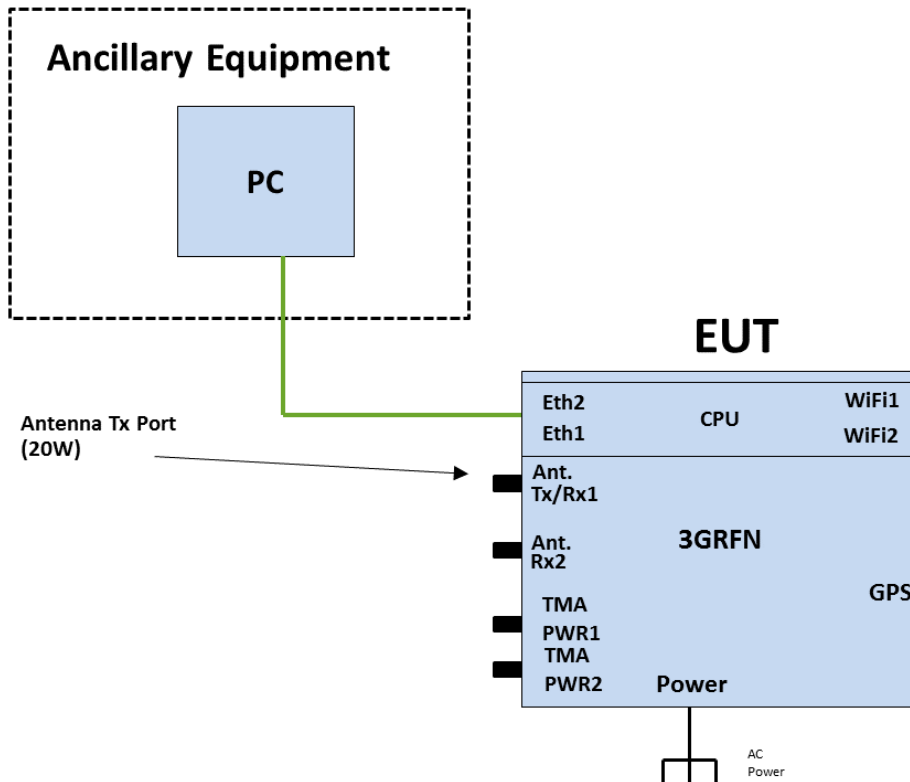 Ancillary Equipment
PC
EUT
Eth2
Eth1
CPU
WiFi1
WiFi2
Antenna Tx Port
(20W)
Ant.
Tx/Rx1
Ant.
Rx2
3GRFN
GPS
TMA
PWR1
TMA
PWR2
Power
AC
Power